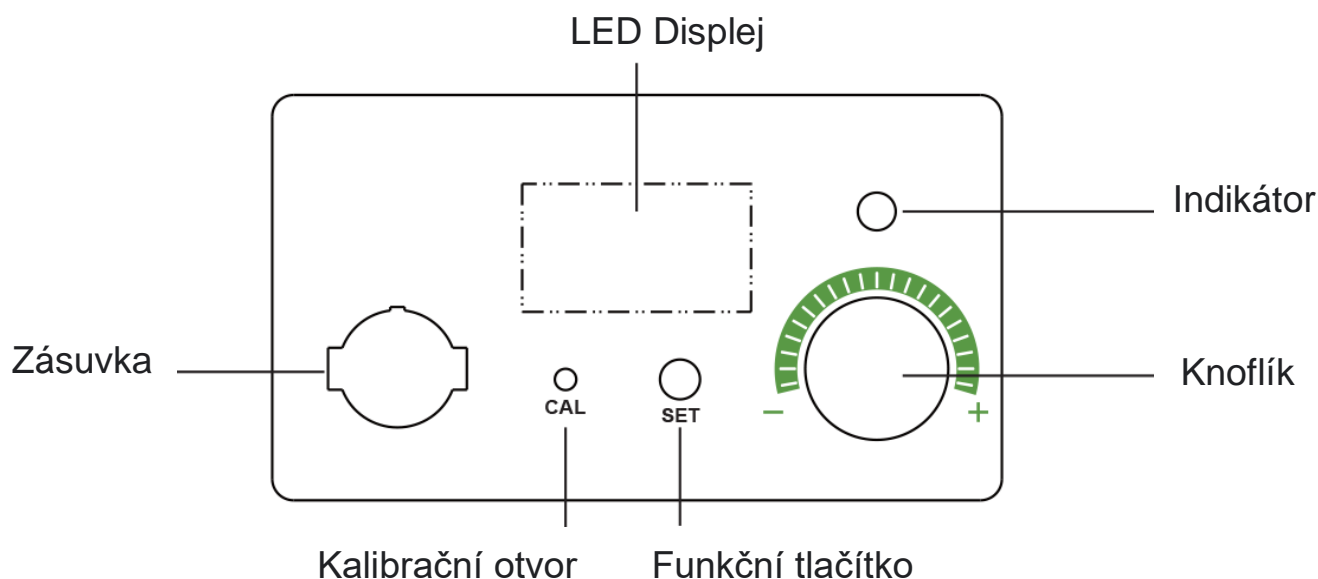 LED Displej
Indikátor
Zásuvka
Knoflík
CAL
SET
− +
Kalibrační otvor
Funkční tlačítko